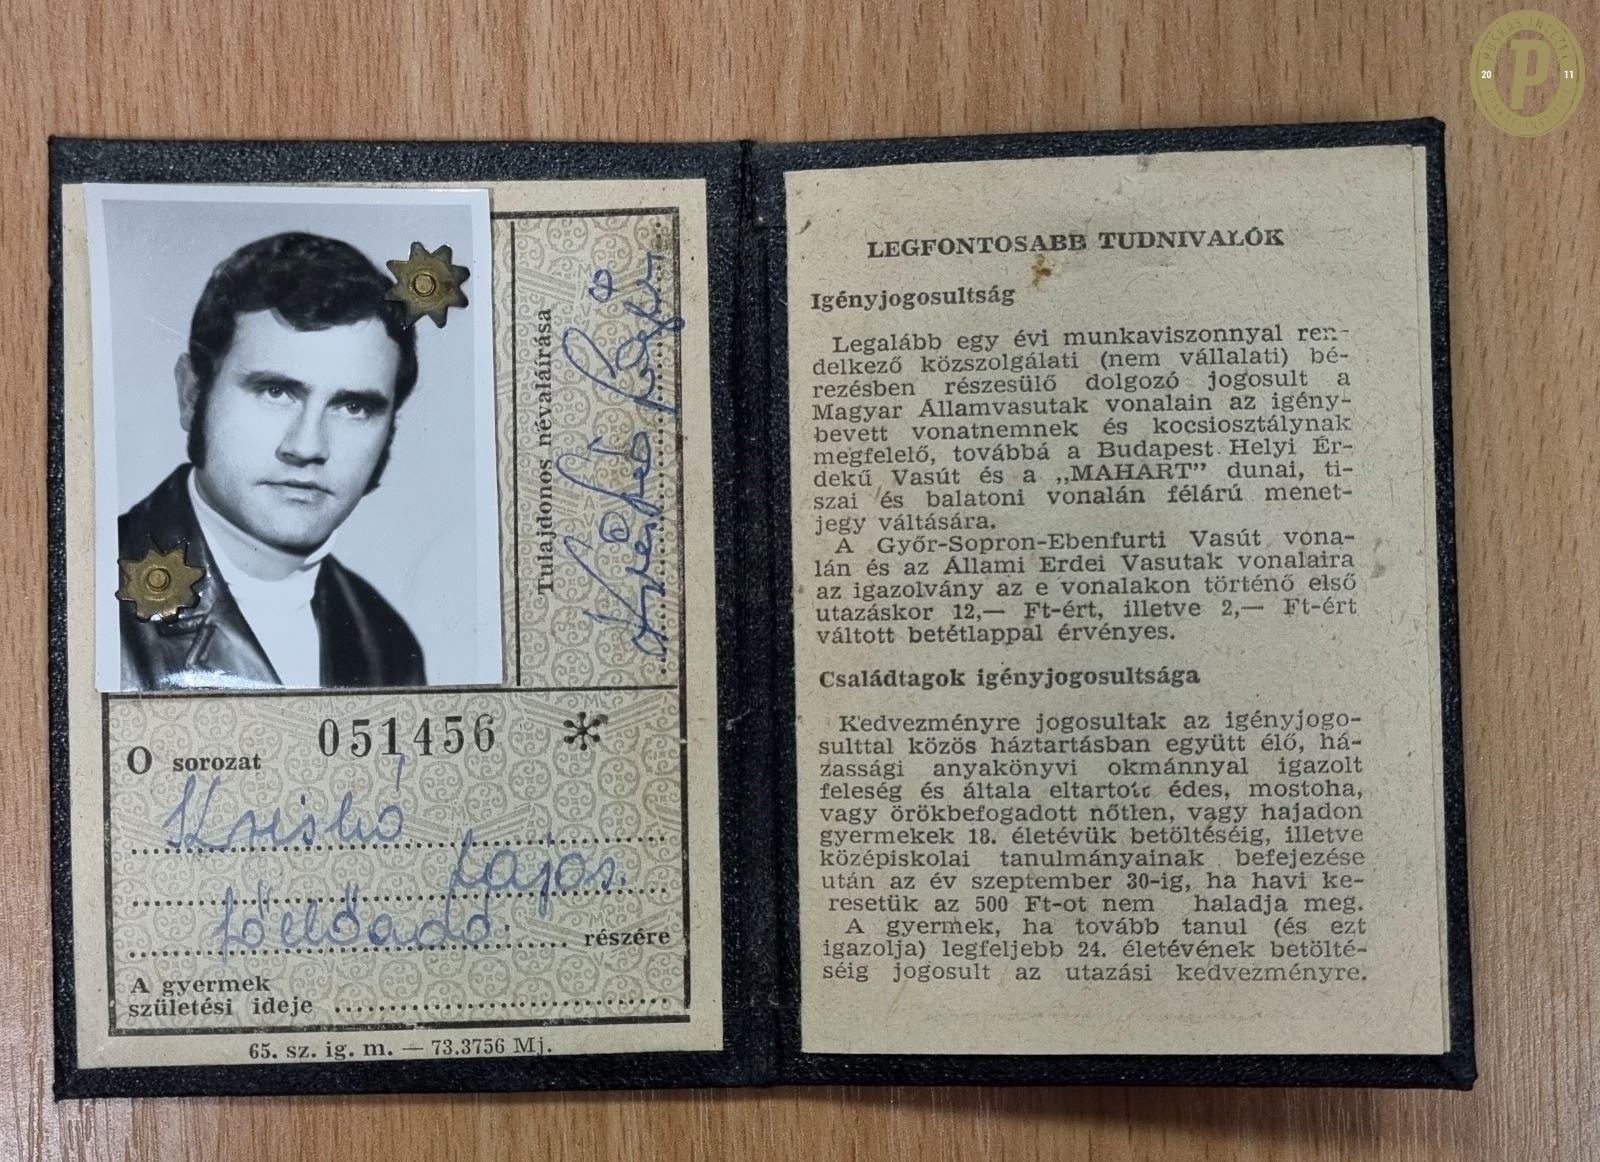 PUSKÁS INTÉZET
20 P 11
Tulajdonos névaláírása
O sorozat 051456 *
Kriskó
Lajos.
főelőadó részére
A gyermek
születési ideje
65. sz. ig. m. — 73.3756 Mj.
LEGFONTOSABB TUDNIVALÓK
Igényjogosultság
Legalább egy évi munkaviszonnyal ren-
delkező közszolgálati (nem vállalati) bé-
rezésben részesülő dolgozó jogosult a
Magyar Államvasutak vonalain az igény-
bevett vonatnemnek és kocsiosztálynak
megfelelő, továbbá a Budapest Helyi Ér-
dekű Vasút és a „MAHART” dunai, ti-
szai és balatoni vonalán félárú menet-
jegy váltására.
A Győr-Sopron-Ebenfurti Vasút vona-
lán és az Állami Erdei Vasutak vonalaira
az igazolvány az e vonalakon történő első
utazáskor 12,— Ft-ért, illetve 2,— Ft-ért
váltott betétlappal érvényes.
Családtagok igényjogosultsága
Kedvezményre jogosultak az igényjogo-
sulttal közös háztartásban együtt élő, há-
zassági anyakönyvi okmánnyal igazolt
feleség és általa eltartott édes, mostoha,
vagy örökbefogadott nőtlen, vagy hajadon
gyermekek 18. életévük betöltéséig, illetve
középiskolai tanulmányainak befejezése
után az év szeptember 30-ig, ha havi ke-
resetük az 500 Ft-ot nem haladja meg.
A gyermek, ha tovább tanul (és ezt
igazolja) legfeljebb 24. életévének betölté-
séig jogosult az utazási kedvezményre.